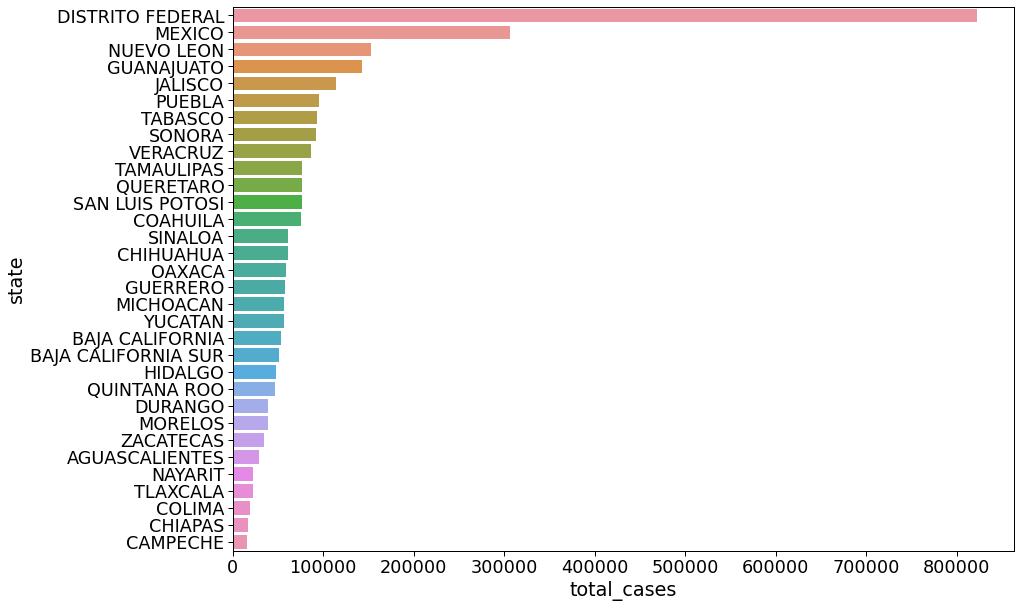 DISTRITO FEDERAL
MEXICO
NUEVO LEON
GUANAJUATO
JALISCO
PUEBLA
TABASCO
SONORA
VERACRUZ
TAMAULIPAS
QUERETARO
SAN LUIS POTOSI
COAHUILA
SINALOA
CHIHUAHUA
OAXACA
GUERRERO
MICHOACAN
YUCATAN
BAJA CALIFORNIA
BAJA CALIFORNIA SUR
HIDALGO
QUINTANA ROO
DURANGO
MORELOS
ZACATECAS
AGUASCALIENTES
NAYARIT
TLAXCALA
COLIMA
CHIAPAS
CAMPECHE
state
0 100000 200000 300000 400000 500000 600000 700000 800000
total_cases